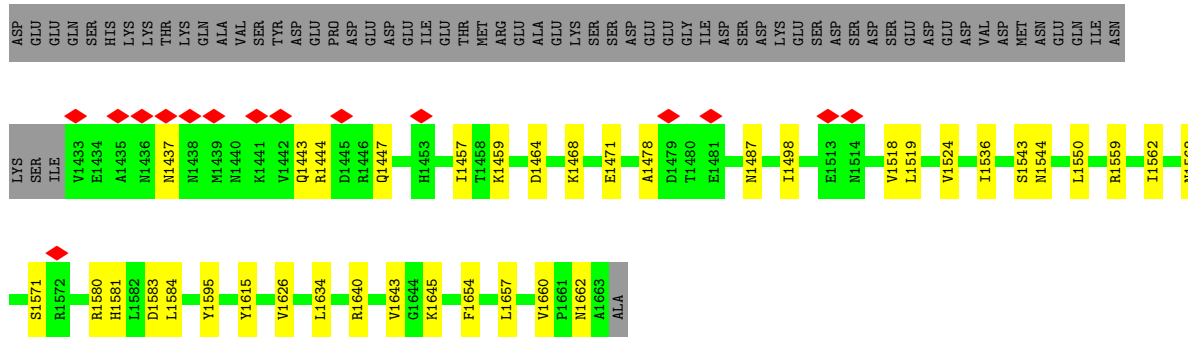 ASP GLU GLU GLN SER HIS LYS LYS THR LYS GLN ALA VAL SER TYR ASP GLU PRO ASP GLU ASP GLU ILE GLU THR MET ARG GLU ALA GLU LYS SER SER ASP GLU GLU GLY ILE ASP SER ASP LYS GLU SER ASP SER ASP SER GLU ASP GLU ASP VAL ASP MET ASN GLU GLN ILE ASN
LYS SER ILE V1433 E1434 A1435 N1436 N1437 N1438 M1439 N1440 K1441 V1442 Q1443 R1444 D1445 R1446 Q1447 H1453 I1457 T1458 K1459 D1464 K1468 E1471 A1478 D1479 T1480 E1481 N1487 I1498 E1513 N1514 V1518 L1519 V1524 I1536 S1543 N1544 L1550 R1559 I1562
S1571 R1572 R1580 H1581 L1582 D1583 L1584 Y1595 Y1615 V1626 L1634 R1640 V1643 G1644 K1645 F1654 L1657 V1660 P1661 N1662 A1663 ALA